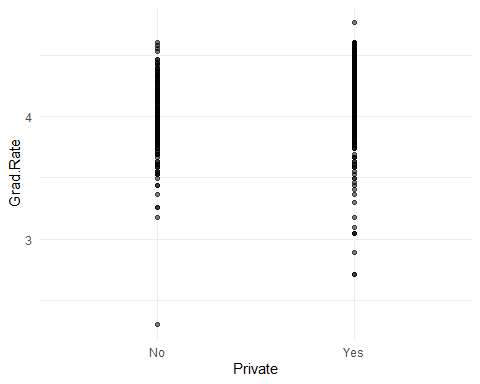 Grad.Rate
4
3
No
Yes
Private